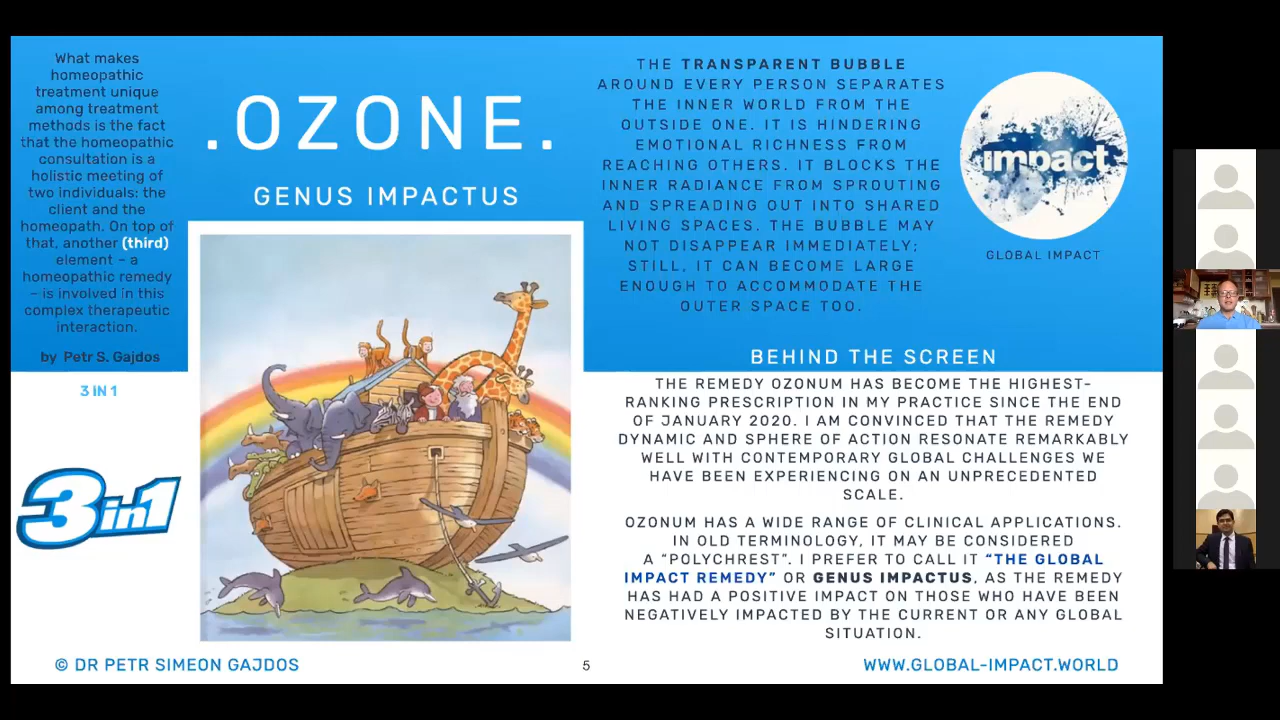 What makes
homeopathic
treatment unique
among treatment
methods is the fact
that the homeopathic
consultation is a
holistic meeting of
two individuals: the
client and the
homeopath. On top of
that, another (third)
element – a
homeopathic remedy
– is involved in this
complex therapeutic
interaction.
by Petr S. Gajdos
3 IN 1
3in1
.OZONE.
GENUS IMPACTUS
THE TRANSPARENT BUBBLE
AROUND EVERY PERSON SEPARATES
THE INNER WORLD FROM THE
OUTSIDE ONE. IT IS HINDERING
EMOTIONAL RICHNESS FROM
REACHING OTHERS. IT BLOCKS THE
INNER RADIANCE FROM SPROUTING
AND SPREADING OUT INTO SHARED
LIVING SPACES. THE BUBBLE MAY
NOT DISAPPEAR IMMEDIATELY;
STILL, IT CAN BECOME LARGE
ENOUGH TO ACCOMMODATE THE
OUTER SPACE TOO.
impact
GLOBAL IMPACT
BEHIND THE SCREEN
THE REMEDY OZONUM HAS BECOME THE HIGHEST-
RANKING PRESCRIPTION IN MY PRACTICE SINCE THE END
OF JANUARY 2020. I AM CONVINCED THAT THE REMEDY
DYNAMIC AND SPHERE OF ACTION RESONATE REMARKABLY
WELL WITH CONTEMPORARY GLOBAL CHALLENGES WE
HAVE BEEN EXPERIENCING ON AN UNPRECEDENTED
SCALE.
OZONUM HAS A WIDE RANGE OF CLINICAL APPLICATIONS.
IN OLD TERMINOLOGY, IT MAY BE CONSIDERED
A “POLYCHREST”. I PREFER TO CALL IT “THE GLOBAL
IMPACT REMEDY” OR GENUS IMPACTUS, AS THE REMEDY
HAS HAD A POSITIVE IMPACT ON THOSE WHO HAVE BEEN
NEGATIVELY IMPACTED BY THE CURRENT OR ANY GLOBAL
SITUATION.
© DR PETR SIMEON GAJDOS
5
WWW.GLOBAL-IMPACT.WORLD